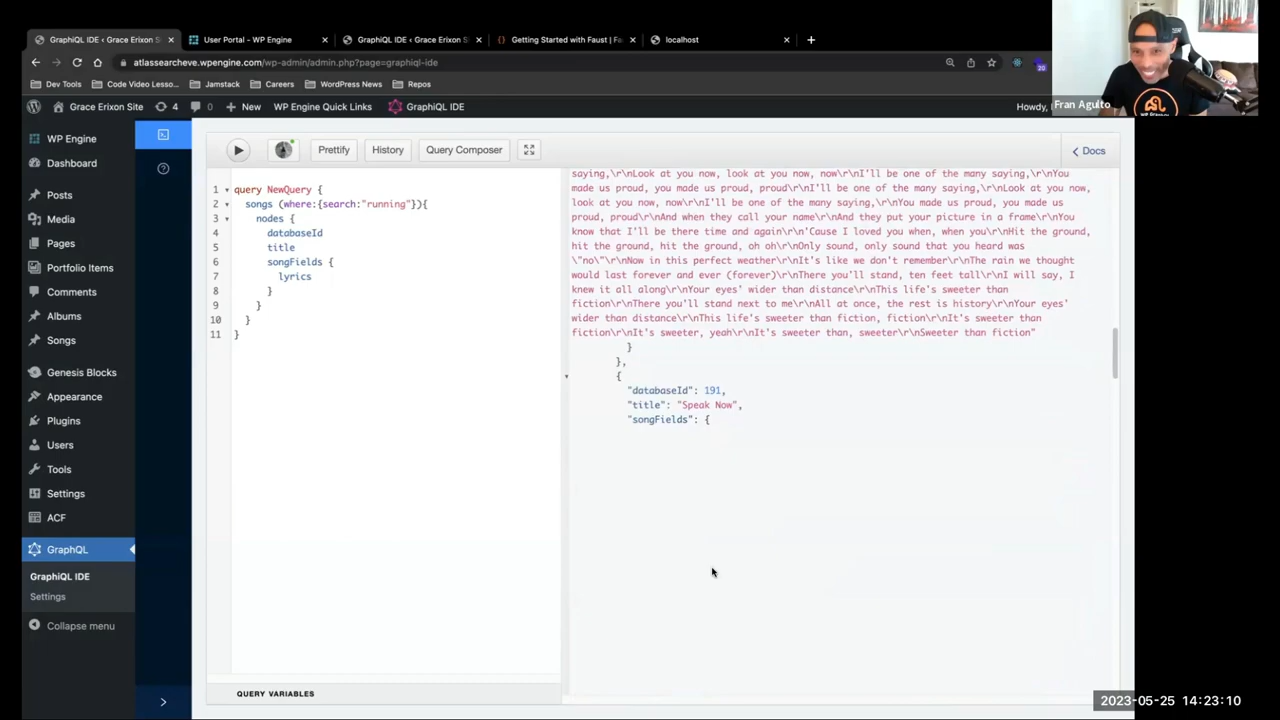 GraphiQL IDE ‹ Grace Erixon S
User Portal - WP Engine
GraphiQL IDE ‹ Grace Erixon S
Getting Started with Faust | Fa
localhost
atlassearcheve.wpengine.com/wp-admin/admin.php?page=graphiql-ide
20
Dev Tools
Code Video Lesso...
Jamstack
Careers
WordPress News
Repos
Fran Agulto
Grace Erixon Site
4
0
New
WP Engine Quick Links
GraphiQL IDE
Howdy,
WP Engine
Dashboard
Posts
Media
Pages
Portfolio Items
Comments
Albums
Songs
Genesis Blocks
Appearance
Plugins
Users
Tools
Settings
ACF
GraphQL
GraphiQL IDE
Settings
Collapse menu
Prettify
History
Query Composer
Docs
1 query NewQuery {
2 songs (where:{search:"running"}){
3 nodes {
4 databaseId
5 title
6 songFields {
7 lyrics
8 }
9 }
10 }
11 }
QUERY VARIABLES
saying,\r\nLook at you now, look at you now, now\r\nI'll be one of the many saying,\r\nYou
made us proud, you made us proud, proud\r\nI'll be one of the many saying,\r\nLook at you now,
look at you now, now\r\nI'll be one of the many saying,\r\nYou made us proud, you made us
proud, proud\r\nAnd when they call your name\r\nAnd they put your picture in a frame\r\nYou
know that I'll be there time and again\r\n'Cause I loved you when, when you\r\nHit the ground,
hit the ground, hit the ground, oh oh\r\nOnly sound, only sound that you heard was
\"no\"\r\nNow in this perfect weather\r\nIt's like we don't remember\r\nThe rain we thought
would last forever and ever (forever)\r\nThere you'll stand, ten feet tall\r\nI will say, I
knew it all along\r\nYour eyes' wider than distance\r\nThis life's sweeter than
fiction\r\nThere you'll stand next to me\r\nAll at once, the rest is history\r\nYour eyes'
wider than distance\r\nThis life's sweeter than fiction, fiction\r\nIt's sweeter than
fiction\r\nIt's sweeter, yeah\r\nIt's sweeter than, sweeter\r\nSweeter than fiction"
}
},
{
"databaseId": 191,
"title": "Speak Now",
"songFields": {
2023-05-25 14:23:10